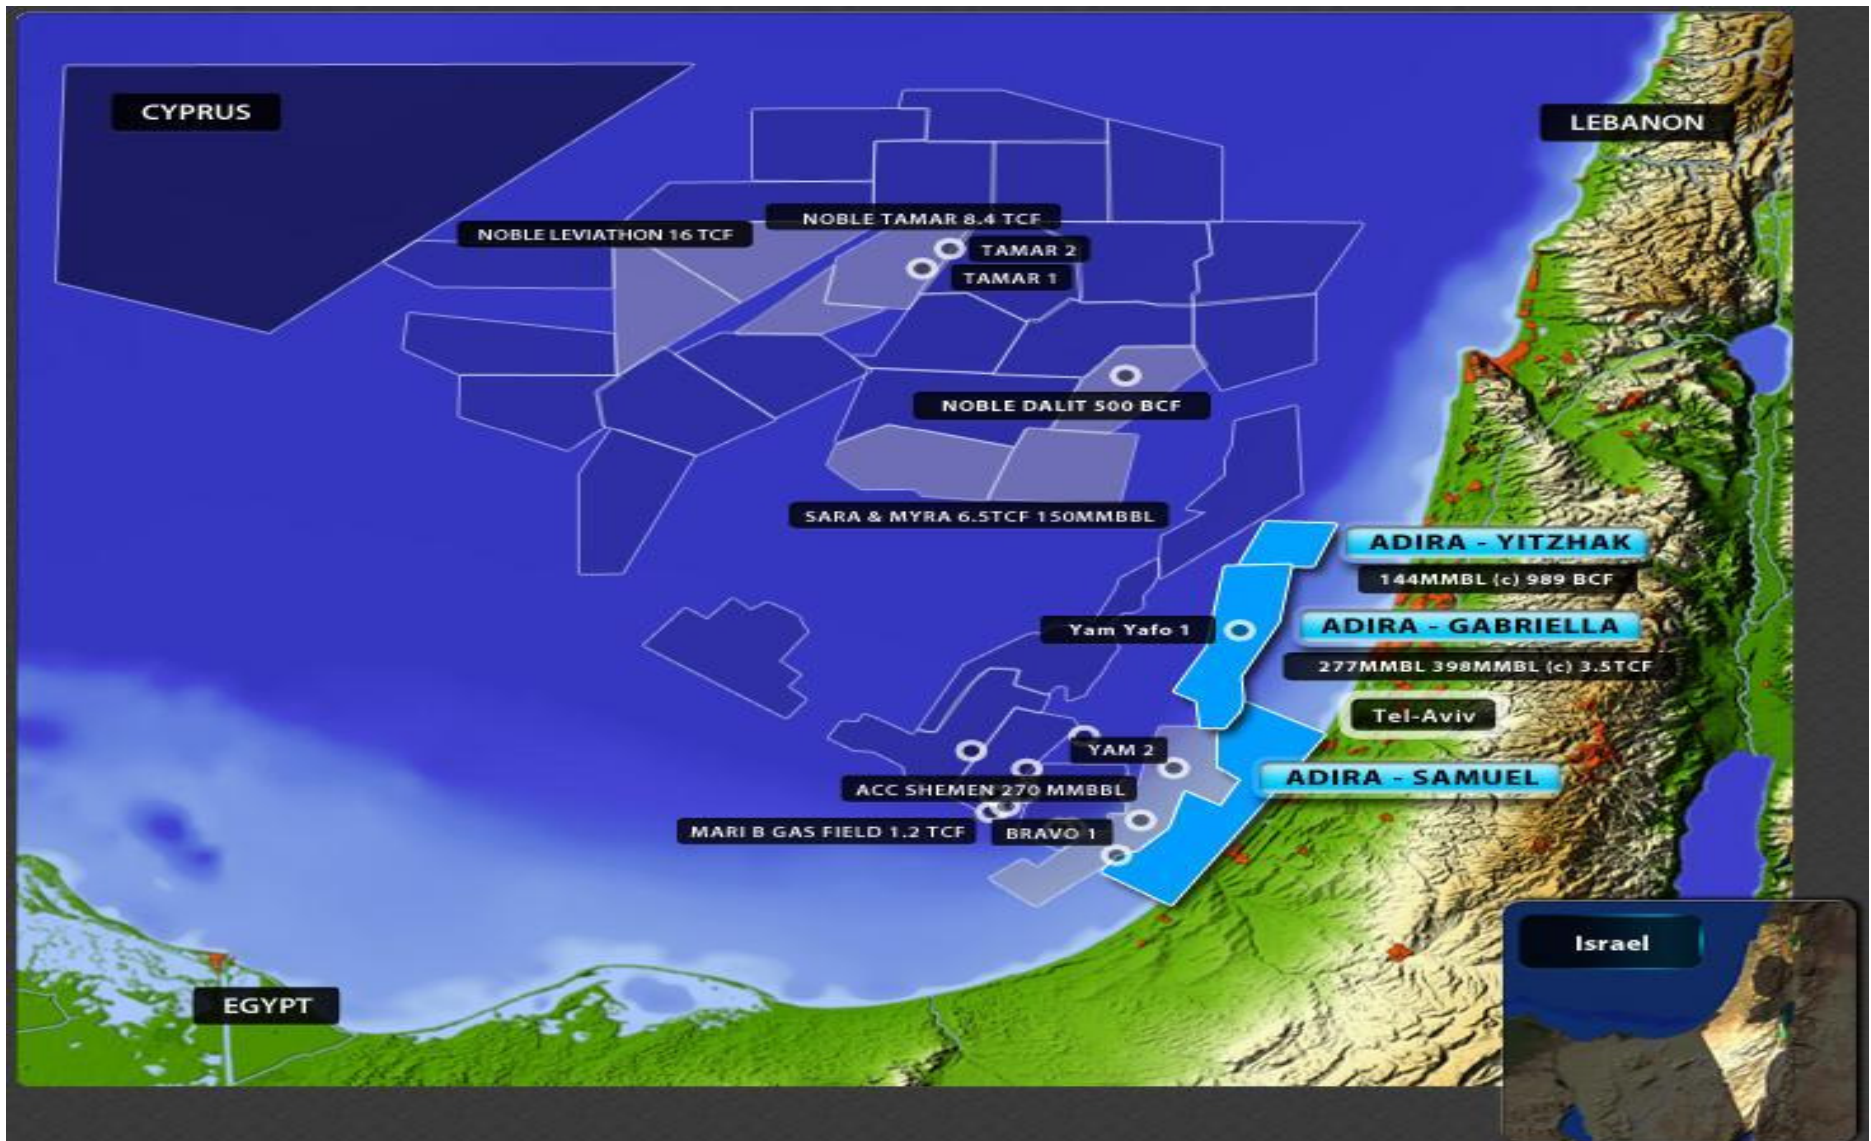 CYPRUS
LEBANON
NOBLE TAMAR 8.4 TCF
NOBLE LEVIATHON 16 TCF
TAMAR 2
TAMAR 1
NOBLE DALIT 500 BCF
SARA & MYRA 6.5TCF 150MMBBL
ADIRA - YITZHAK
144MMBL (c) 989 BCF
Yam Yafo 1
ADIRA - GABRIELLA
277MMBL 398MMBL (c) 3.5TCF
Tel-Aviv
YAM 2
ADIRA - SAMUEL
ACC SHEMEN 270 MMBBL
MARI B GAS FIELD 1.2 TCF
BRAVO 1
Israel
EGYPT